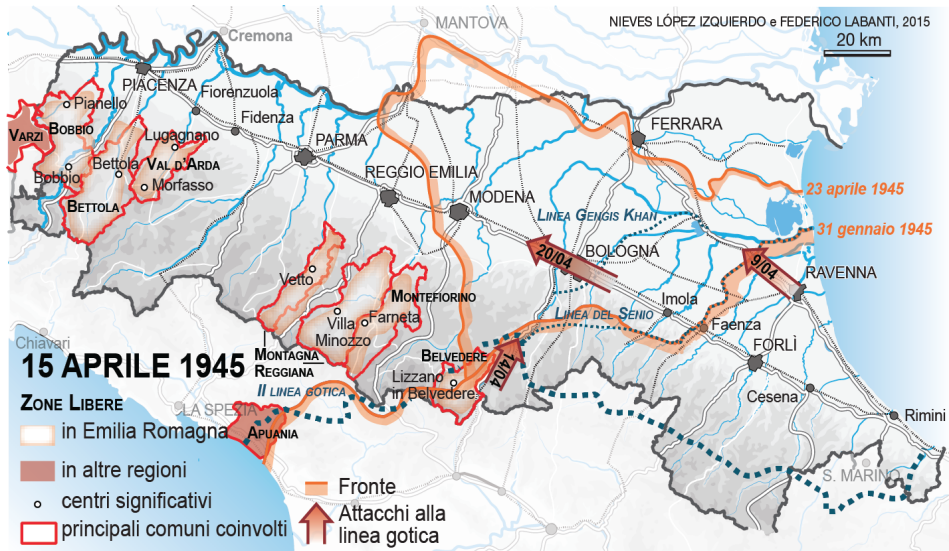 NIEVES LÓPEZ IZQUIERDO e FEDERICO LABANTI, 2015
20 km
MANTOVA
Cremona
PIACENZA
Fiorenzuola
Fidenza
Pianello
BOBBIO
VARZI
Bobbio
Lugagnano
Bettola
VAL D'ARDA
Morfasso
BETTOLA
PARMA
REGGIO EMILIA
MODENA
FERRARA
23 aprile 1945
31 gennaio 1945
LINEA GENGIS KHAN
20/04
BOLOGNA
9/04
RAVENNA
Vetto
MONTEFIORINO
Villa
Minozzo
Farneta
Imola
LINEA DEL SENIO
Faenza
FORLÌ
Cesena
Rimini
S. MARINO
MONTAGNA
REGGIANA
BELVEDERE
Lizzano
in Belvedere
14/04
II LINEA GOTICA
Chiavari
LA SPEZIA
APUANIA
15 APRILE 1945
ZONE LIBERE
in Emilia Romagna
in altre regioni
centri significativi
principali comuni coinvolti
Fronte
Attacchi alla
linea gotica